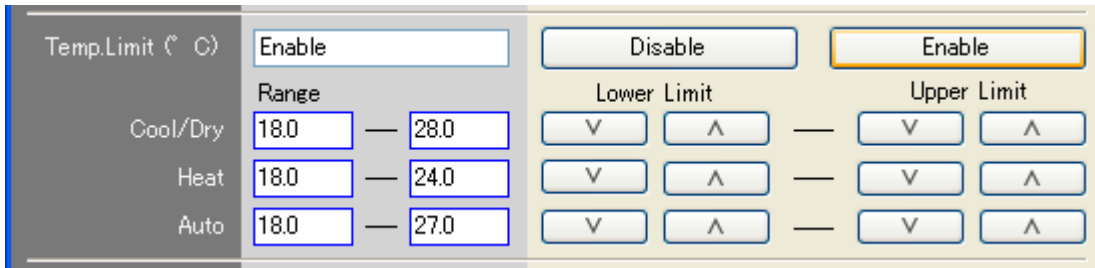 Temp.Limit (° C) Enable Disable Enable
Range Lower Limit Upper Limit
Cool/Dry 18.0 — 28.0 ∨ ∧ — ∨ ∧
Heat 18.0 — 24.0 ∨ ∧ — ∨ ∧
Auto 18.0 — 27.0 ∨ ∧ — ∨ ∧